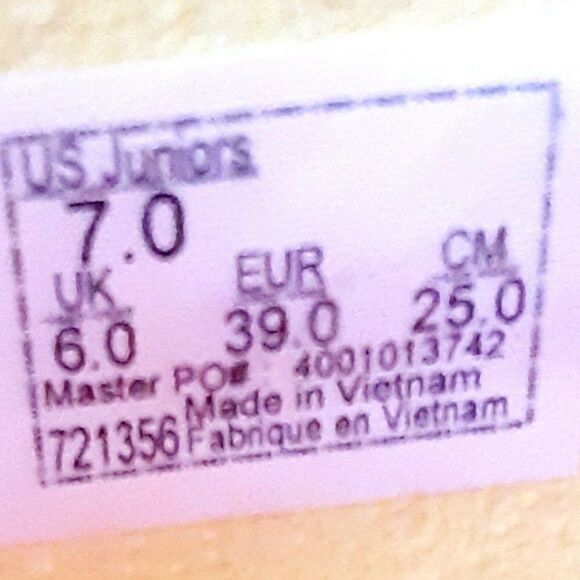 US Juniors
7.0
UK EUR CM
6.0 39.0 25.0
Master PO# 4001013742
Made in Vietnam
721356 Fabrique en Vietnam